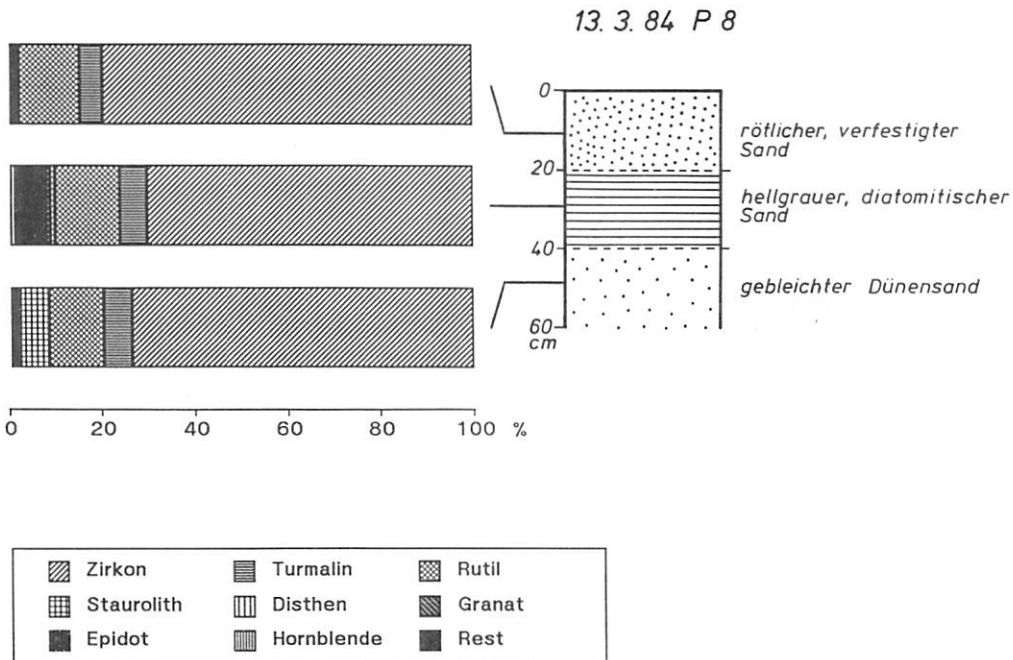 13. 3. 84 P 8
0
rötlicher, verfestigter
Sand
20
hellgrauer, diatomitischer
Sand
40
gebleichter Dünensand
60
cm
0 20 40 60 80 100 %
Zirkon Turmalin Rutil
Staurolith Disthen Granat
Epidot Hornblende Rest